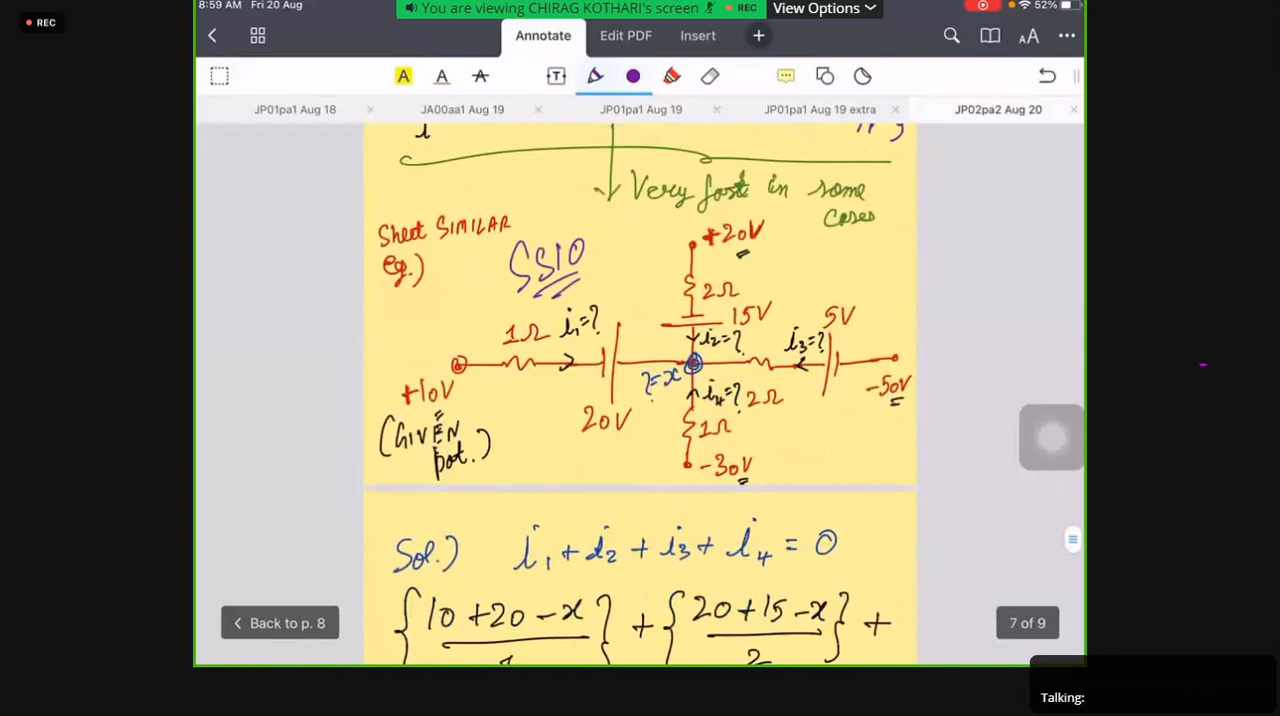 REC
8:59 AM Fri 20 Aug
You are viewing CHIRAG KOTHARI's screen
REC
View Options
52%
Annotate
Edit PDF
Insert
A A A
T
AA
JP01pa1 Aug 18
JA00aa1 Aug 19
JP01pa1 Aug 19
JP01pa1 Aug 19 extra
JP02pa2 Aug 20
i
Very fast in some
cases
Sheet SIMILAR
eg.)
SS10
+20V
2Ω
15V
5V
1Ω
i₁=?
i₂=?
i₃=?
?=x
-50V
+10V
i₄=?
2Ω
20V
1Ω
(GIVEN
pot.)
-30V
Sol.) i₁ + i₂ + i₃ + i₄ = 0
{10+20-x} + {20+15-x} +
Back to p. 8
7 of 9
Talking: